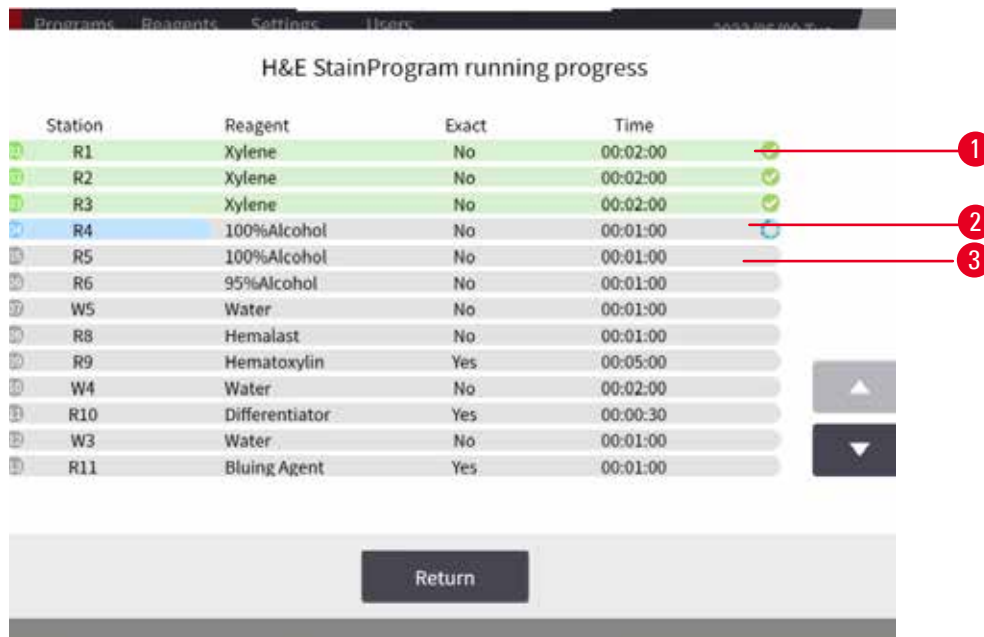 Programs Reagents Settings Users
H&E StainProgram running progress
Station Reagent Exact Time
R1 Xylene No 00:02:00 1
R2 Xylene No 00:02:00
R3 Xylene No 00:02:00
R4 100%Alcohol No 00:01:00 2
R5 100%Alcohol No 00:01:00 3
R6 95%Alcohol No 00:01:00
W5 Water No 00:01:00
R8 Hemalast No 00:01:00
R9 Hematoxylin Yes 00:05:00
W4 Water No 00:02:00
R10 Differentiator Yes 00:00:30
W3 Water No 00:01:00
R11 Bluing Agent Yes 00:01:00
Return